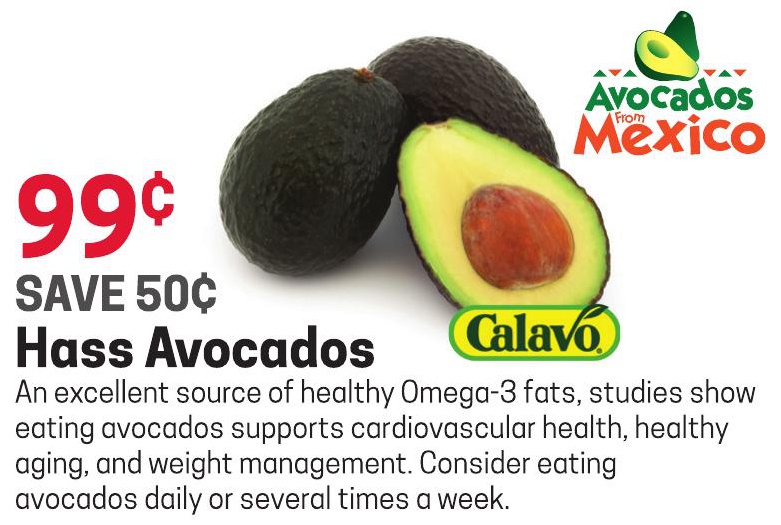 Avocados
From
Mexico
99¢
SAVE 50¢
Calavo®
Hass Avocados
An excellent source of healthy Omega-3 fats, studies show
eating avocados supports cardiovascular health, healthy
aging, and weight management. Consider eating
avocados daily or several times a week.